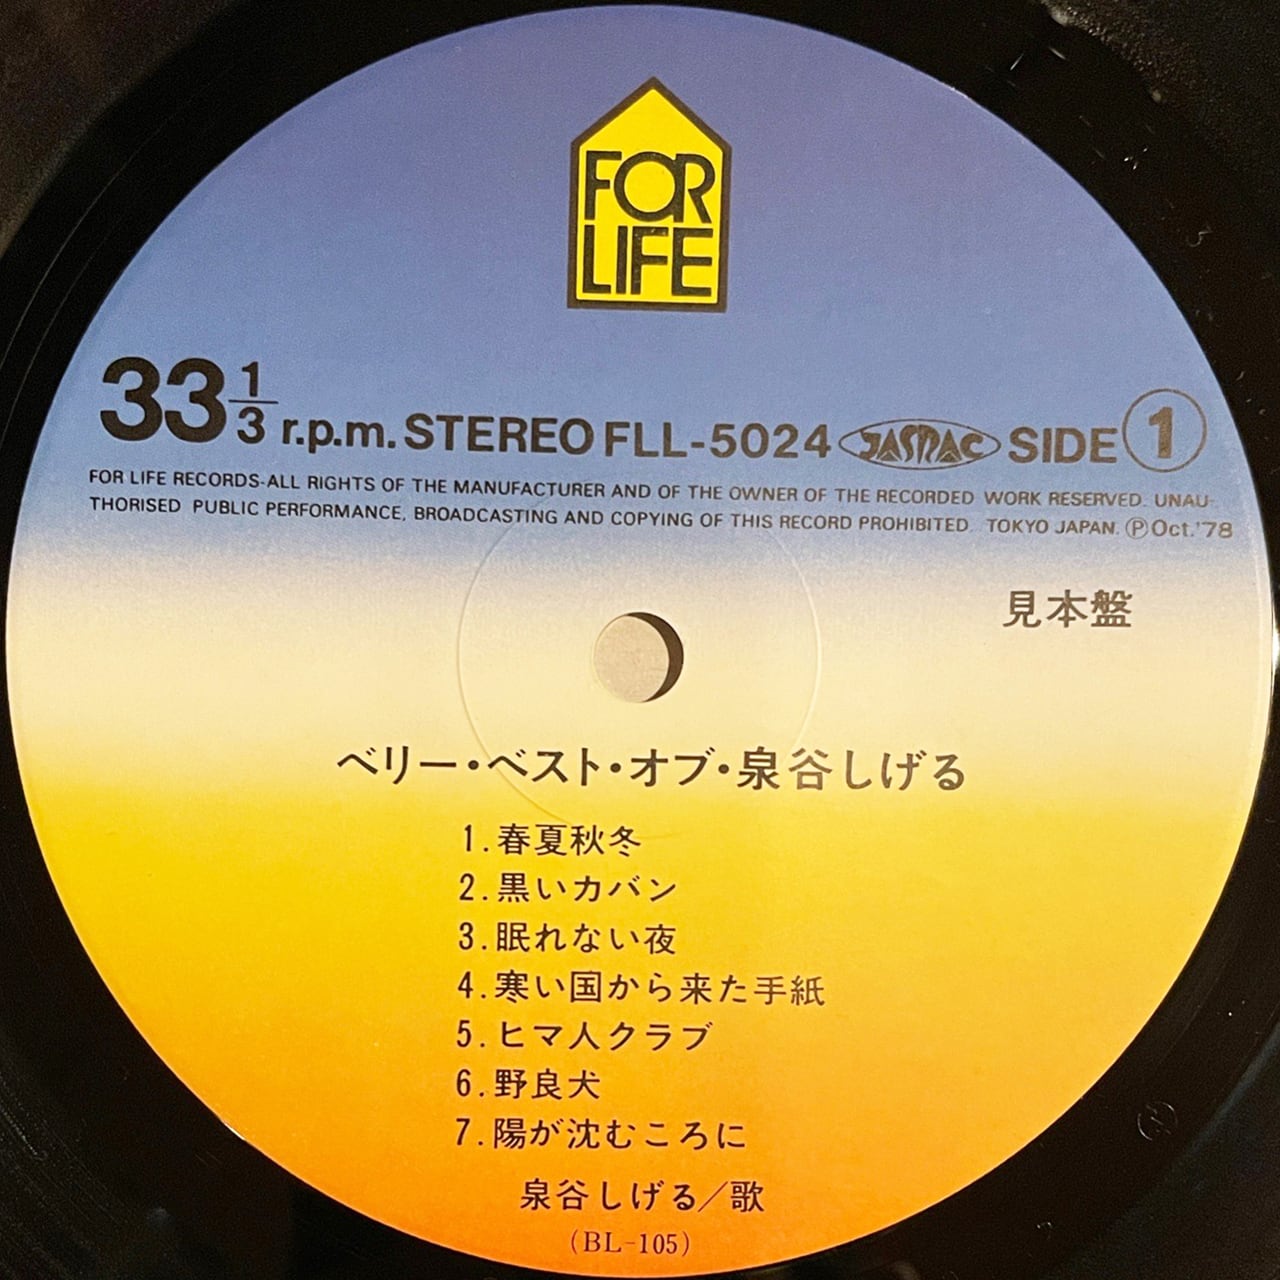 FOR
LIFE
33 1/3 r.p.m. STEREO FLL-5024 JASRAC SIDE 1
FOR LIFE RECORDS-ALL RIGHTS OF THE MANUFACTURER AND OF THE OWNER OF THE RECORDED WORK RESERVED. UNAU-
THORISED PUBLIC PERFORMANCE, BROADCASTING AND COPYING OF THIS RECORD PROHIBITED. TOKYO JAPAN. Ⓟ Oct.'78
見本盤
ベリー・ベスト・オブ・泉谷しげる
1. 春夏秋冬
2. 黒いカバン
3. 眠れない夜
4. 寒い国から来た手紙
5. ヒマ人クラブ
6. 野良犬
7. 陽が沈むころに
泉谷しげる/歌
(BL-105)